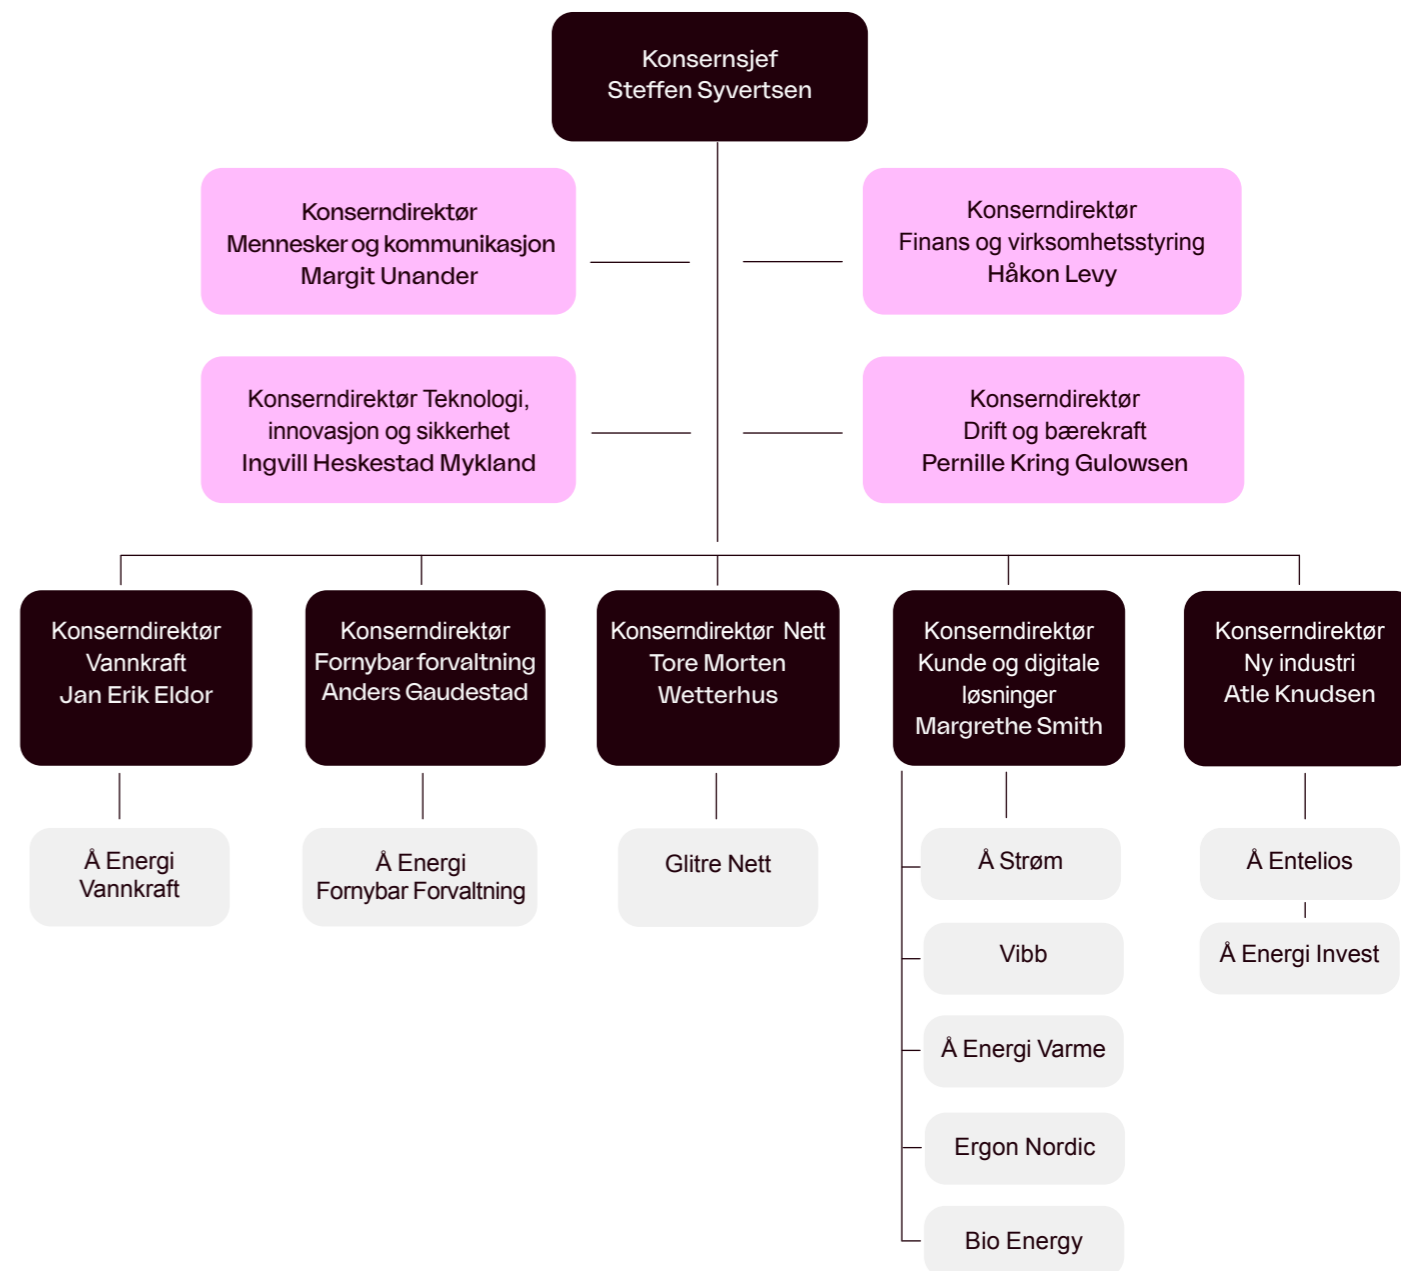 Konsernsjef
Steffen Syvertsen
Konserndirektør
Mennesker og kommunikasjon
Margit Unander
Konserndirektør
Finans og virksomhetsstyring
Håkon Levy
Konserndirektør Teknologi,
innovasjon og sikkerhet
Ingvill Heskestad Mykland
Konserndirektør
Drift og bærekraft
Pernille Kring Gulowsen
Konserndirektør
Vannkraft
Jan Erik Eldor
Konserndirektør
Fornybar forvaltning
Anders Gaudestad
Konserndirektør Nett
Tore Morten
Wetterhus
Konserndirektør
Kunde og digitale
løsninger
Margrethe Smith
Konserndirektør
Ny industri
Atle Knudsen
Å Energi
Vannkraft
Å Energi
Fornybar Forvaltning
Glitre Nett
Å Strøm
Vibb
Å Energi Varme
Ergon Nordic
Bio Energy
Å Entelios
Å Energi Invest